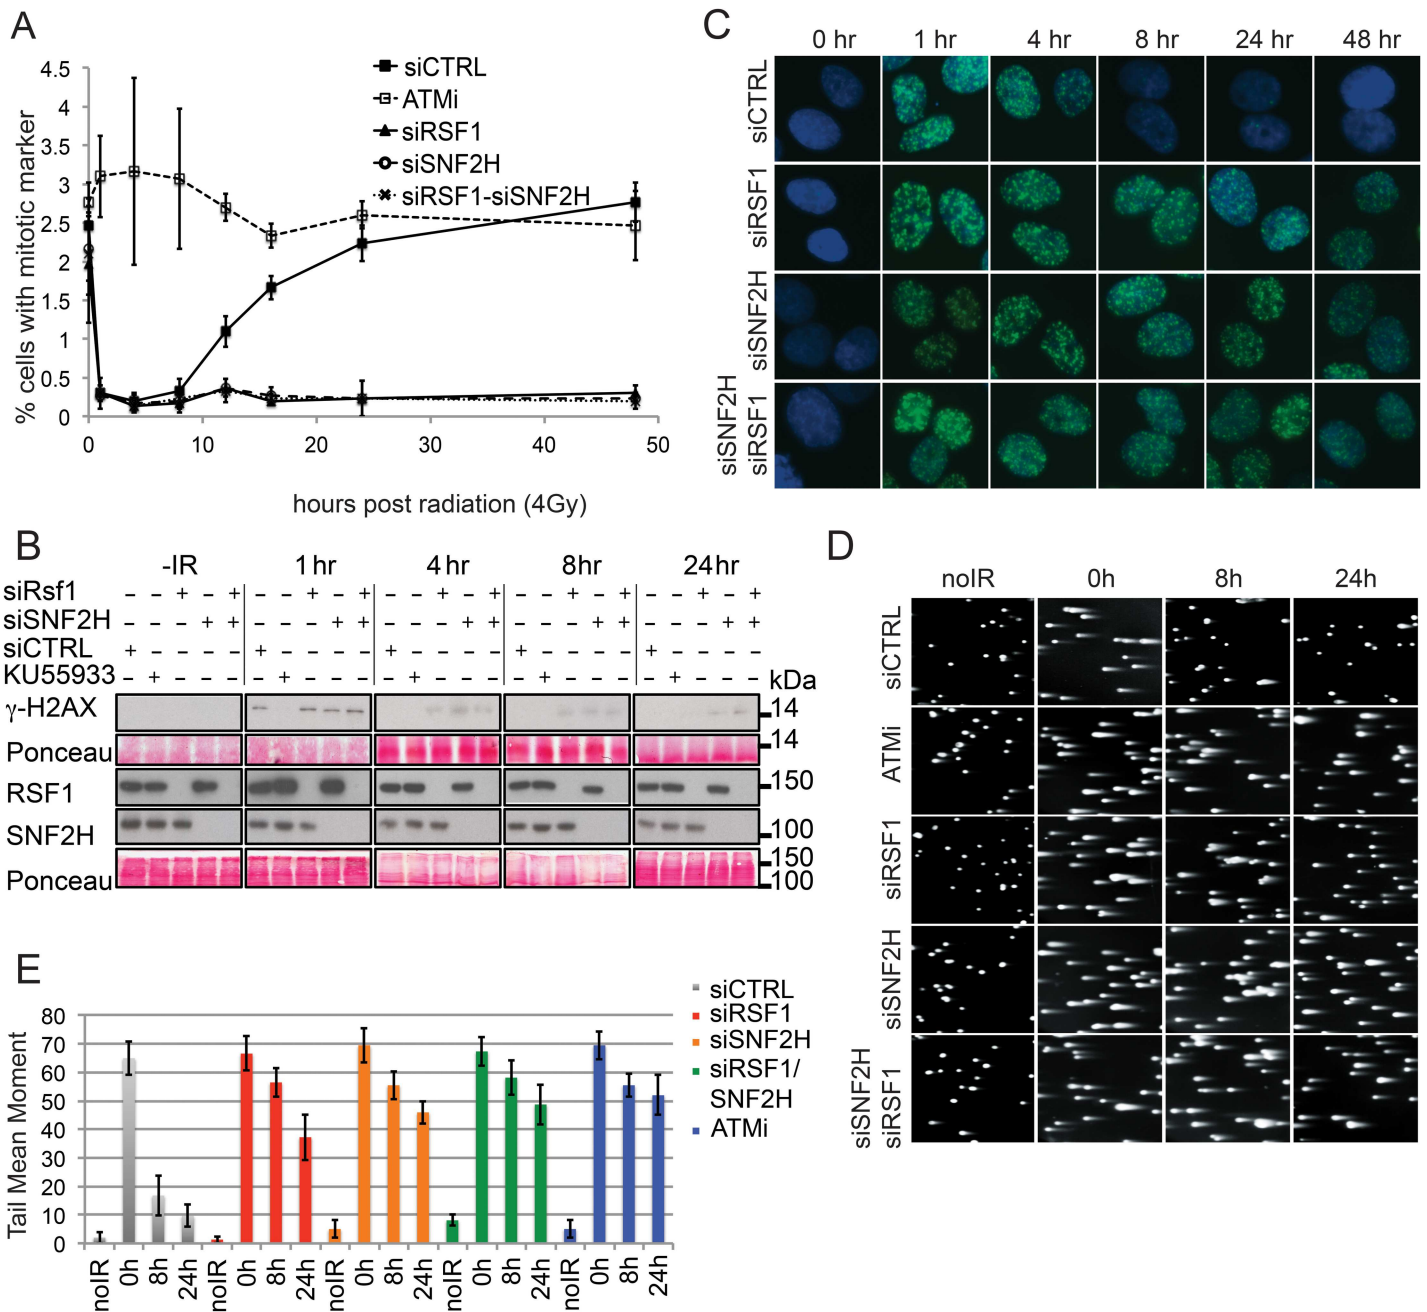 A
siCTRL
ATMi
siRSF1
siSNF2H
siRSF1-siSNF2H
4.5
4
3.5
3
2.5
2
1.5
1
0.5
0
% cells with mitotic marker
0 10 20 30 40 50
hours post radiation (4Gy)
C
0 hr 1 hr 4 hr 8 hr 24 hr 48 hr
siCTRL
siRSF1
siSNF2H
siSNF2H
siRSF1
B
-IR 1 hr 4 hr 8hr 24hr
siRsf1 – – + – + – – + – + – – + – + – – + – + – – + – +
siSNF2H – – – + + – – – + + – – – + + – – – + + – – – + +
siCTRL + – – – – + – – – – + – – – – + – – – – + – – – –
KU55933 – + – – – – + – – – – + – – – – + – – – – + – – –
kDa
γ-H2AX 14
Ponceau 14
RSF1 150
SNF2H 100
Ponceau 150
100
D
noIR 0h 8h 24h
siCTRL
ATMi
siRSF1
siSNF2H
siSNF2H
siRSF1
E
siCTRL
siRSF1
siSNF2H
siRSF1/
SNF2H
ATMi
80
70
60
50
40
30
20
10
0
Tail Mean Moment
noIR 0h 8h 24h noIR 0h 8h 24h noIR 0h 8h 24h noIR 0h 8h 24h noIR 0h 8h 24h